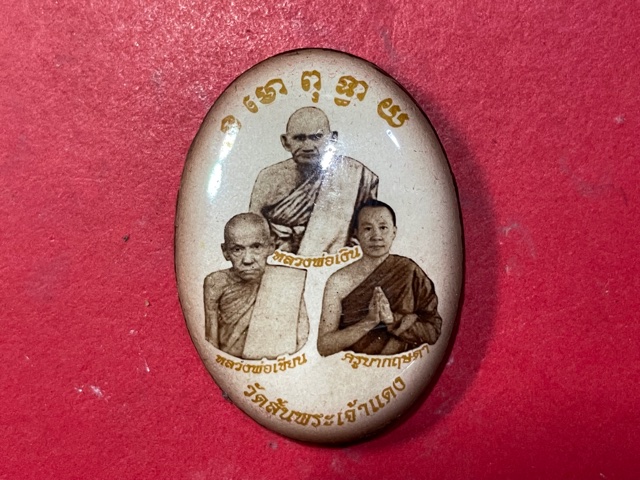 หลวงพ่อเงิน
หลวงพ่อเขียน
ครูบากฤษดา
วัดสันพระเจ้าแดง